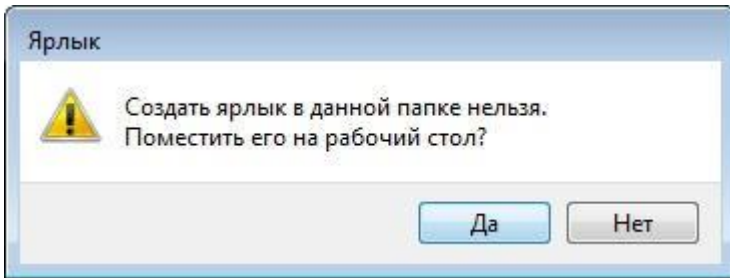 Ярлык
Создать ярлык в данной папке нельзя.
Поместить его на рабочий стол?
Да
Нет